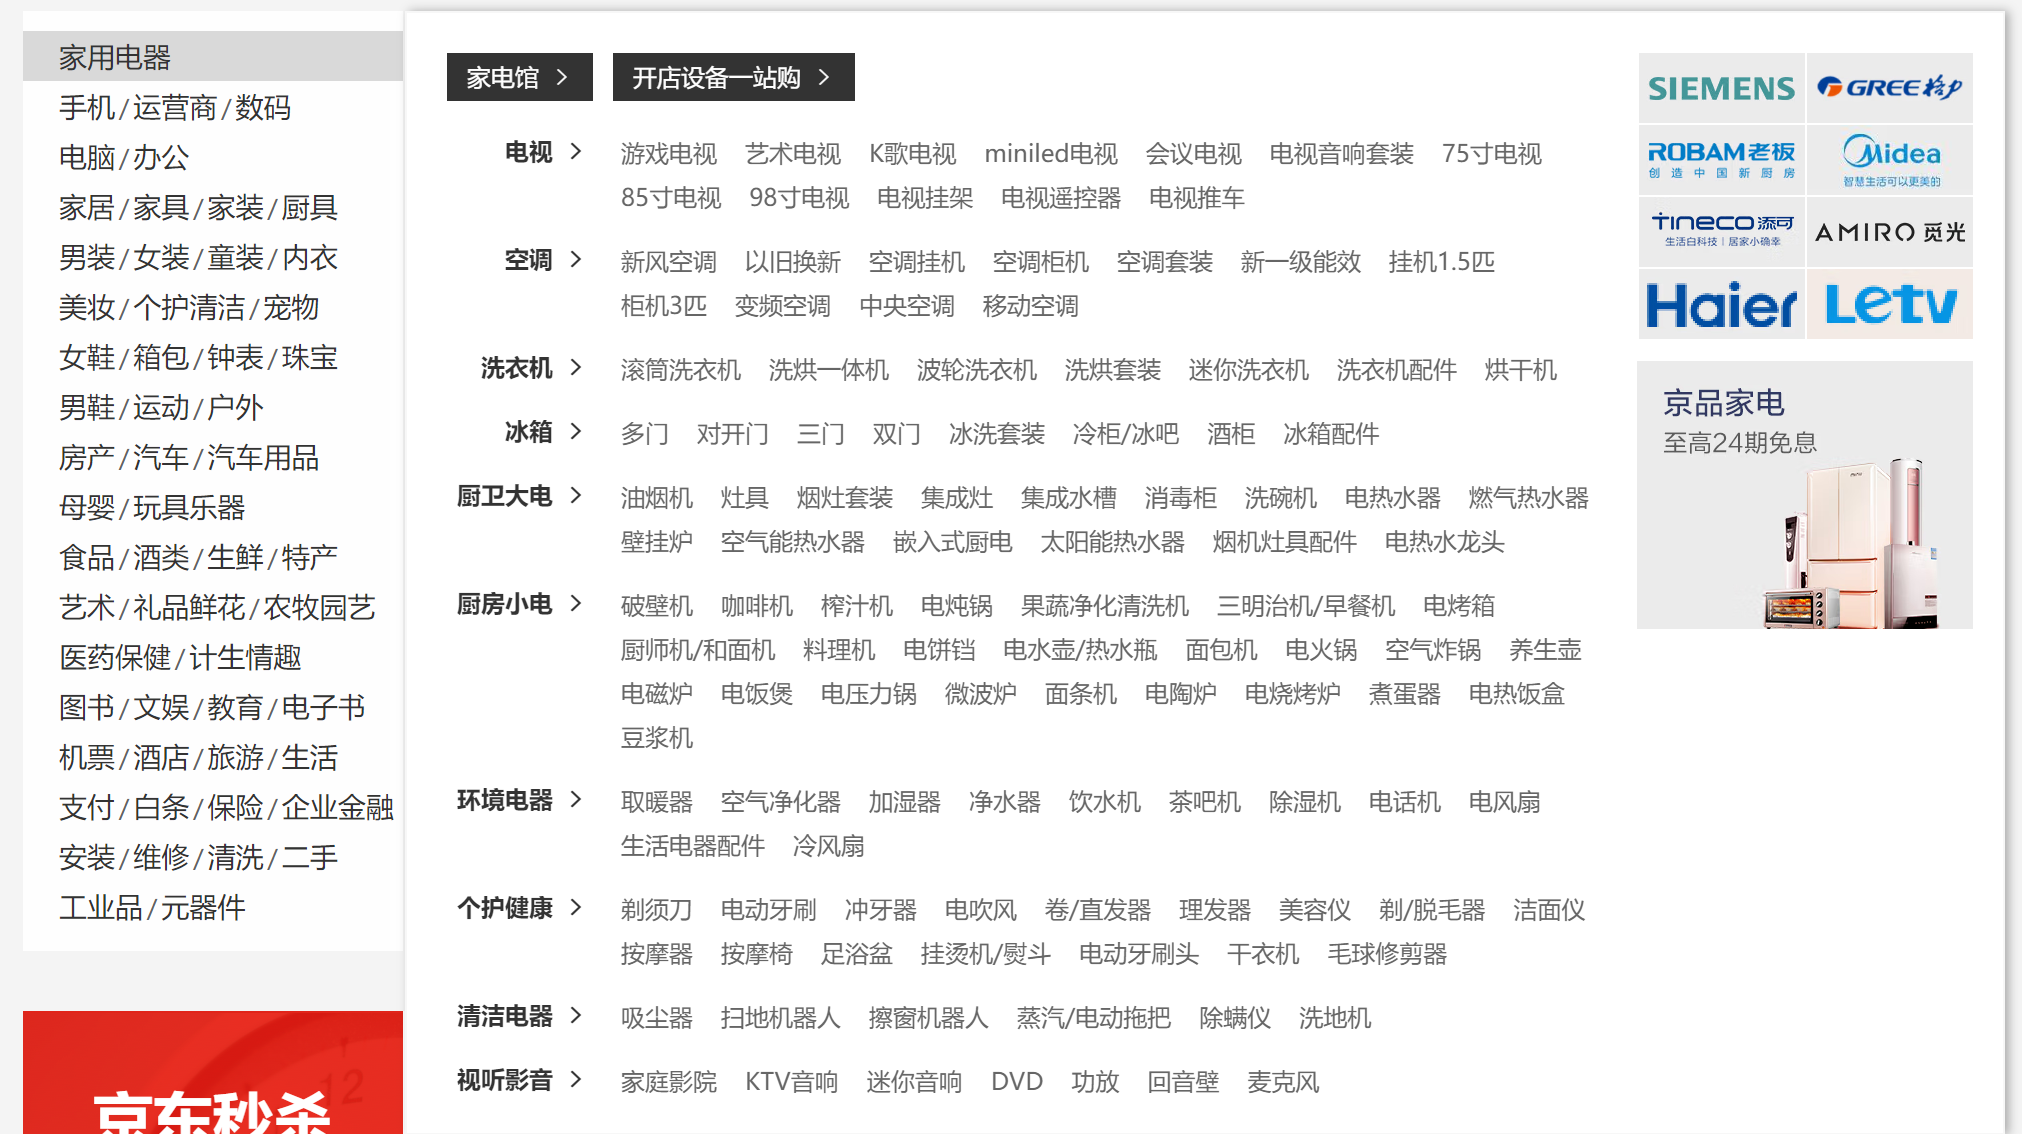 家用电器
手机/运营商/数码
电脑/办公
家居/家具/家装/厨具
男装/女装/童装/内衣
美妆/个护清洁/宠物
女鞋/箱包/钟表/珠宝
男鞋/运动/户外
房产/汽车/汽车用品
母婴/玩具乐器
食品/酒类/生鲜/特产
艺术/礼品鲜花/农牧园艺
医药保健/计生情趣
图书/文娱/教育/电子书
机票/酒店/旅游/生活
支付/白条/保险/企业金融
安装/维修/清洗/二手
工业品/元器件
12
京东秒杀
家电馆 > 开店设备一站购 >
电视 > 游戏电视 艺术电视 K歌电视 miniled电视 会议电视 电视音响套装 75寸电视
85寸电视 98寸电视 电视挂架 电视遥控器 电视推车
空调 > 新风空调 以旧换新 空调挂机 空调柜机 空调套装 新一级能效 挂机1.5匹
柜机3匹 变频空调 中央空调 移动空调
洗衣机 > 滚筒洗衣机 洗烘一体机 波轮洗衣机 洗烘套装 迷你洗衣机 洗衣机配件 烘干机
冰箱 > 多门 对开门 三门 双门 冰洗套装 冷柜/冰吧 酒柜 冰箱配件
厨卫大电 > 油烟机 灶具 烟灶套装 集成灶 集成水槽 消毒柜 洗碗机 电热水器 燃气热水器
壁挂炉 空气能热水器 嵌入式厨电 太阳能热水器 烟机灶具配件 电热水龙头
厨房小电 > 破壁机 咖啡机 榨汁机 电炖锅 果蔬净化清洗机 三明治机/早餐机 电烤箱
厨师机/和面机 料理机 电饼铛 电水壶/热水瓶 面包机 电火锅 空气炸锅 养生壶
电磁炉 电饭煲 电压力锅 微波炉 面条机 电陶炉 电烧烤炉 煮蛋器 电热饭盒
豆浆机
环境电器 > 取暖器 空气净化器 加湿器 净水器 饮水机 茶吧机 除湿机 电话机 电风扇
生活电器配件 冷风扇
个护健康 > 剃须刀 电动牙刷 冲牙器 电吹风 卷/直发器 理发器 美容仪 剃/脱毛器 洁面仪
按摩器 按摩椅 足浴盆 挂烫机/熨斗 电动牙刷头 干衣机 毛球修剪器
清洁电器 > 吸尘器 扫地机器人 擦窗机器人 蒸汽/电动拖把 除螨仪 洗地机
视听影音 > 家庭影院 KTV音响 迷你音响 DVD 功放 回音壁 麦克风
SIEMENS GREE格力
ROBAM老板
创造中国新厨房
Midea
智慧生活可以更美的
TINECO添可
生活白科技|居家小确幸
AMIRO 觅光
Haier Letv
京品家电
至高24期免息